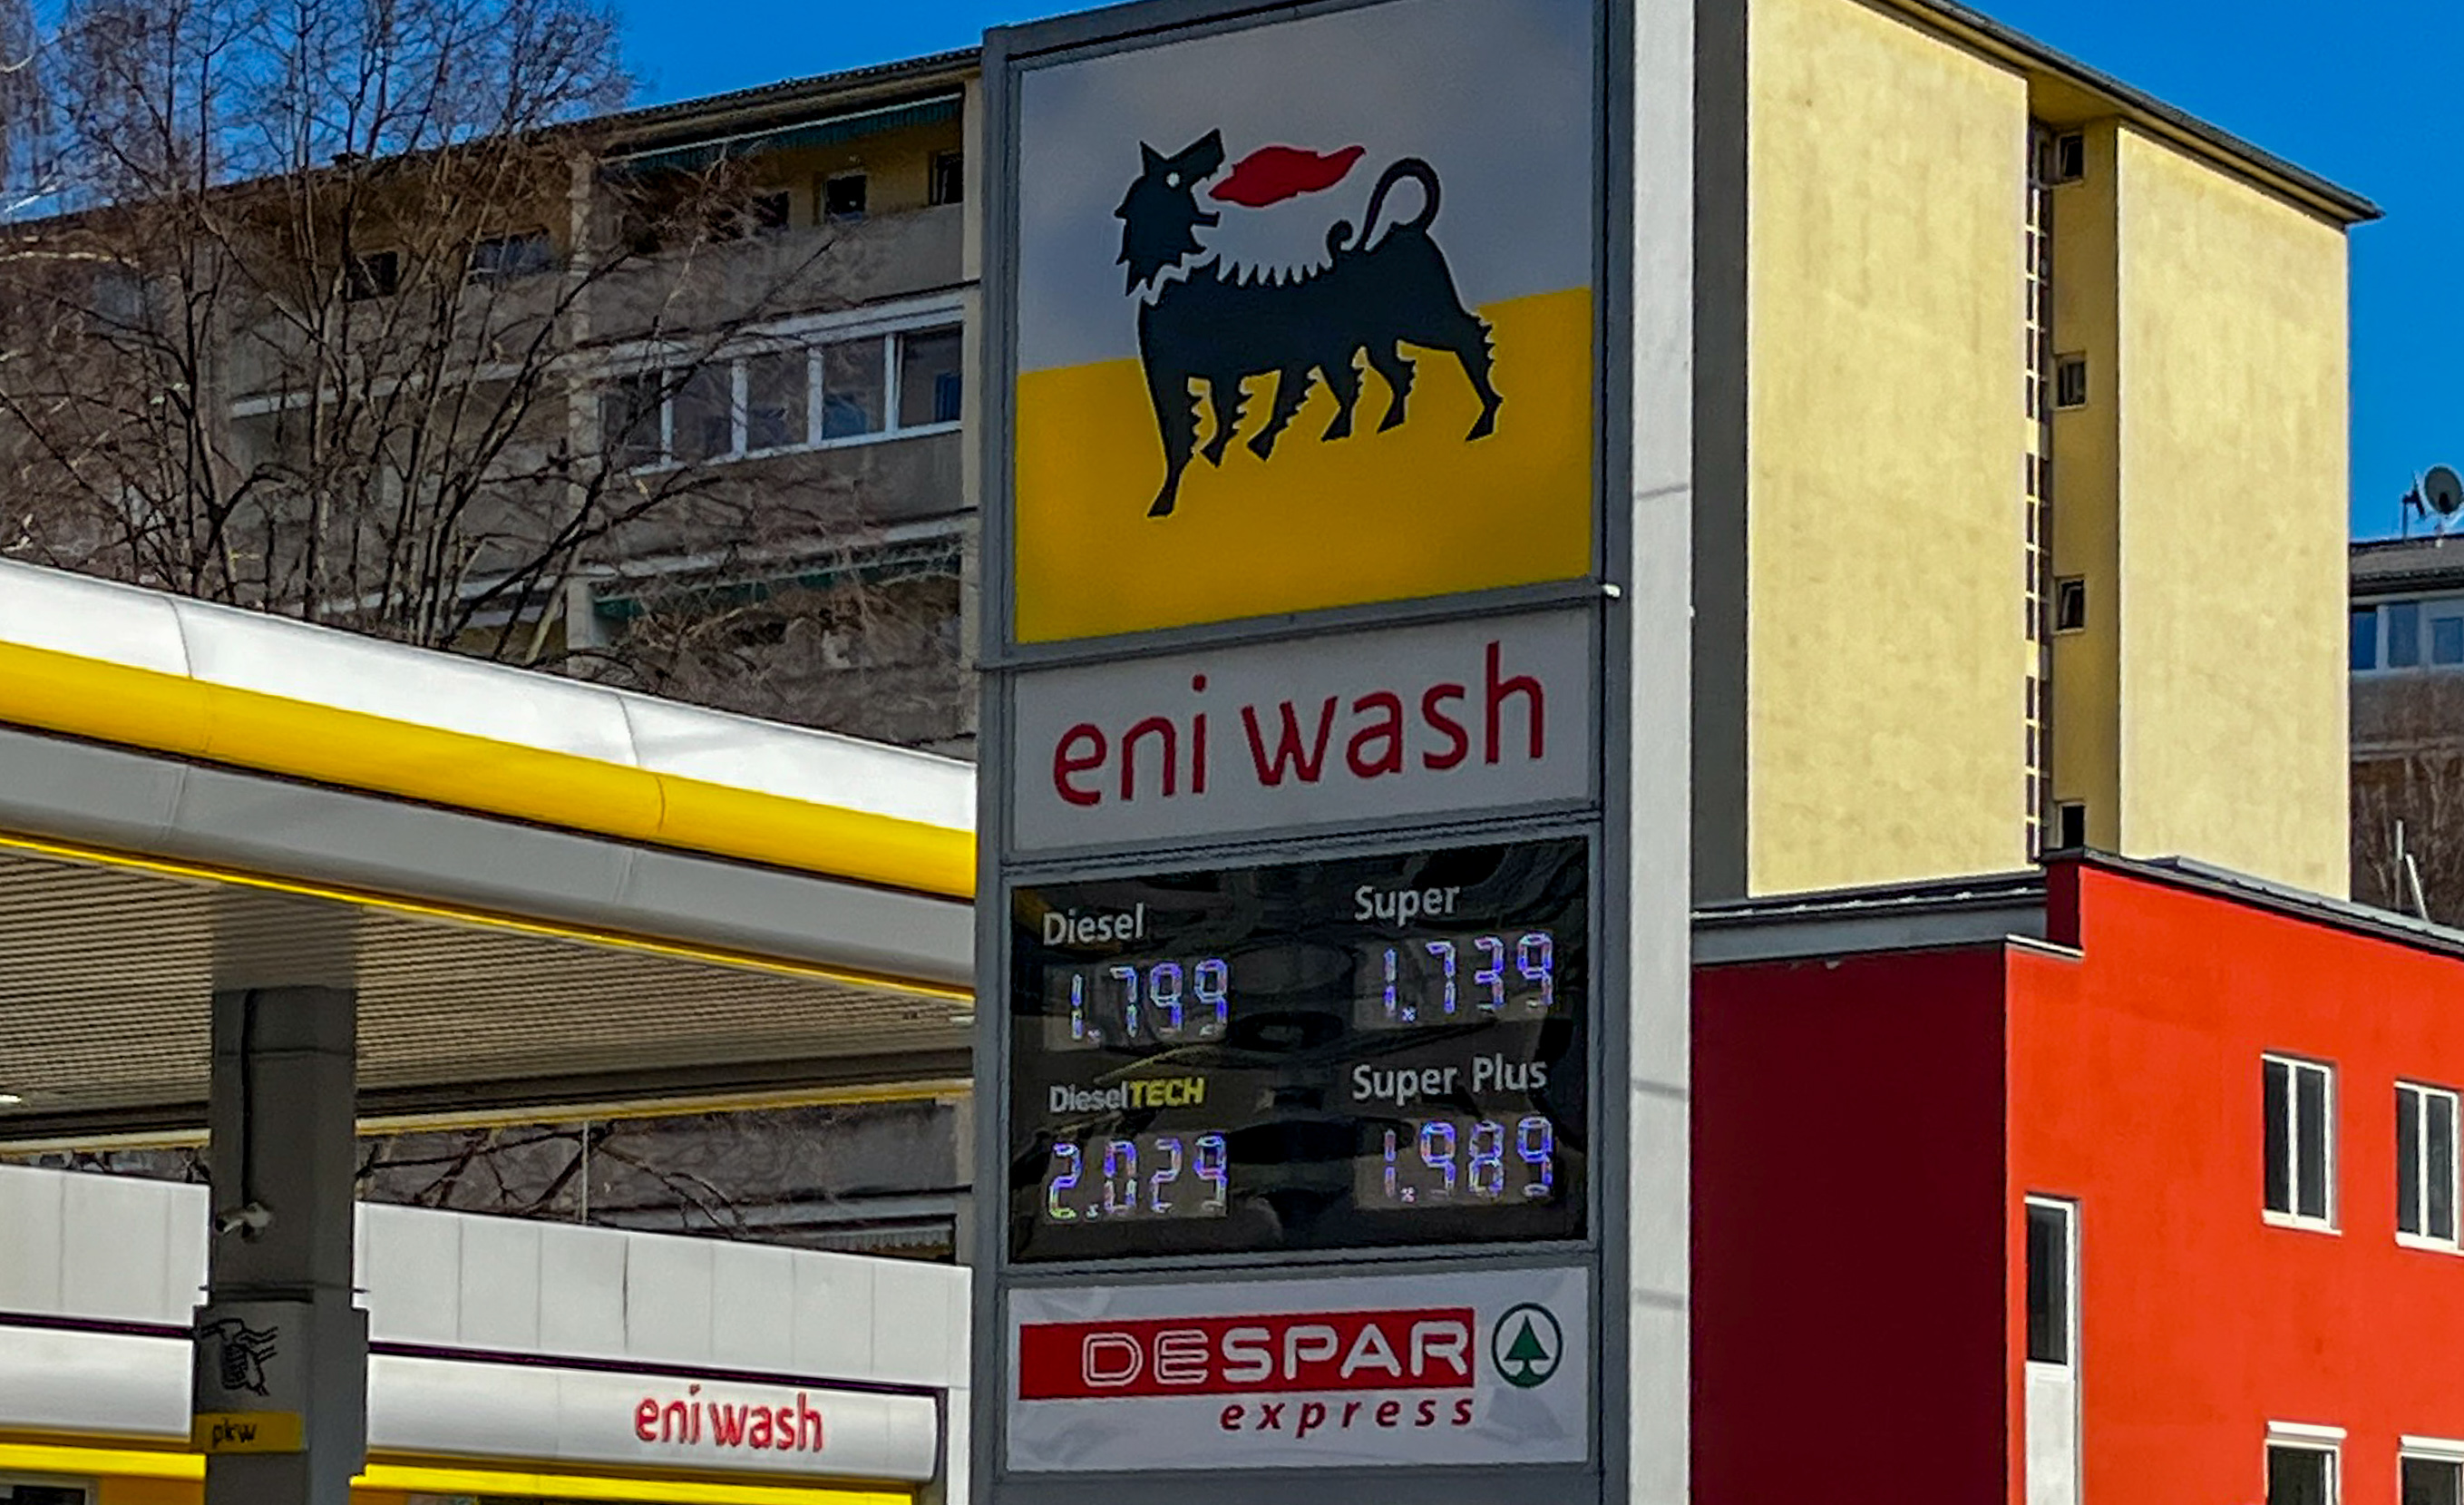 eni wash
Diesel
1.799
Super
1.739
DieselTECH
2.029
Super Plus
1.989
DESPAR
express
eni wash
pkw